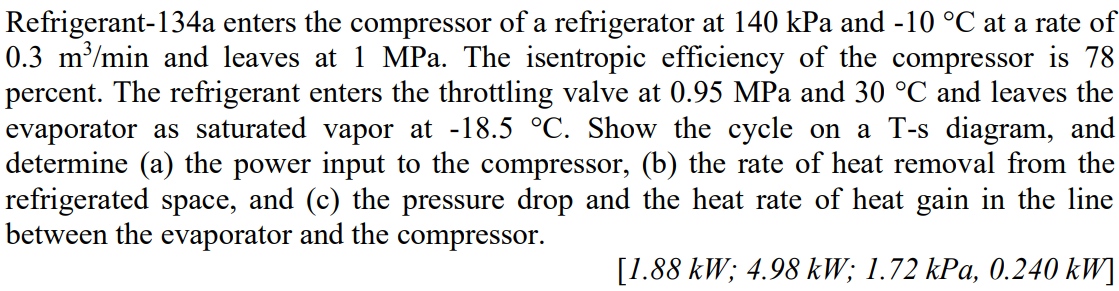 Refrigerant-134a enters the compressor of a refrigerator at 140 kPa and -10 °C at a rate of
0.3 m³/min and leaves at 1 MPa. The isentropic efficiency of the compressor is 78
percent. The refrigerant enters the throttling valve at 0.95 MPa and 30 °C and leaves the
evaporator as saturated vapor at -18.5 °C. Show the cycle on a T-s diagram, and
determine (a) the power input to the compressor, (b) the rate of heat removal from the
refrigerated space, and (c) the pressure drop and the heat rate of heat gain in the line
between the evaporator and the compressor.
[1.88 kW; 4.98 kW; 1.72 kPa, 0.240 kW]